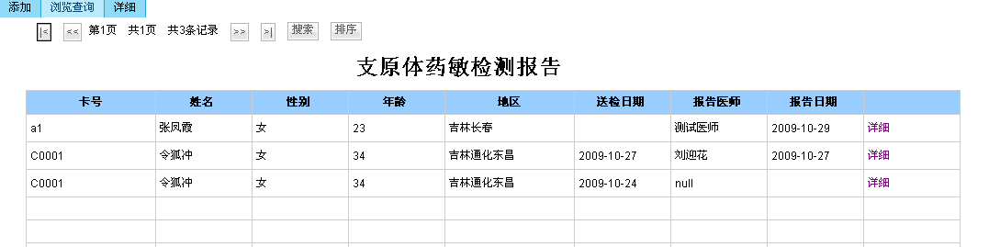 添加 浏览查询 详细
|< << 第1页 共1页 共3条记录 >> >| 搜索 排序
支原体药敏检测报告
卡号 姓名 性别 年龄 地区 送检日期 报告医师 报告日期
a1 张凤霞 女 23 吉林长春 测试医师 2009-10-29 详细
C0001 令狐冲 女 34 吉林通化东昌 2009-10-27 刘迎花 2009-10-27 详细
C0001 令狐冲 女 34 吉林通化东昌 2009-10-24 null 详细